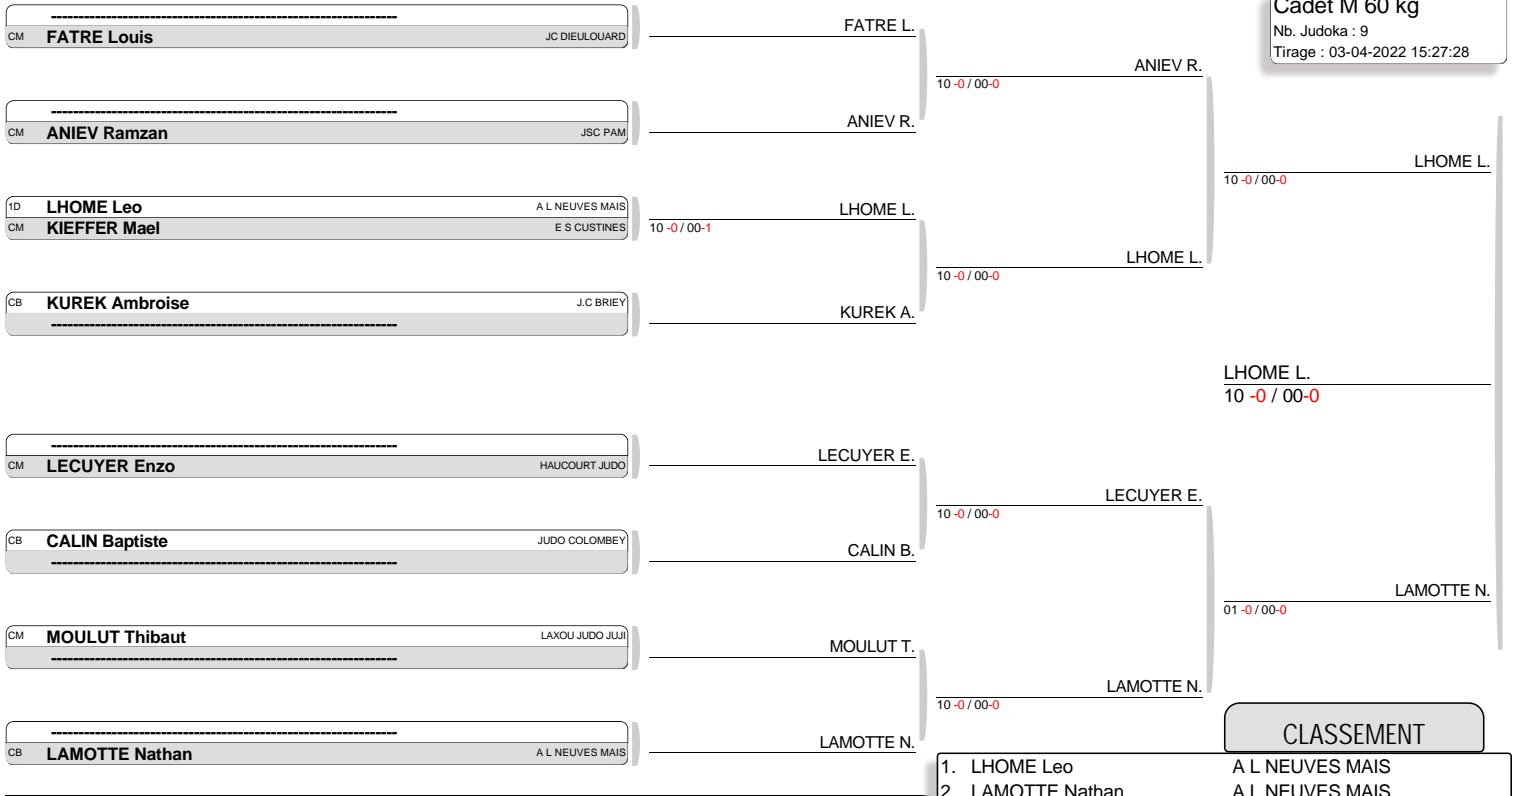 Cadet M 60 kg
Nb. Judoka : 9
Tirage : 03-04-2022 15:27:28
------------------------------------------------------------
CM FATRE Louis JC DIEULOUARD
FATRE L.
ANIEV R.
10 -0 / 00-0
------------------------------------------------------------
CM ANIEV Ramzan JSC PAM
ANIEV R.
LHOME L.
10 -0 / 00-0
1D LHOME Leo A L NEUVES MAIS
CM KIEFFER Mael E S CUSTINES
LHOME L.
10 -0 / 00-1
LHOME L.
10 -0 / 00-0
CB KUREK Ambroise J.C BRIEY
------------------------------------------------------------
KUREK A.
LHOME L.
10 -0 / 00-0
------------------------------------------------------------
CM LECUYER Enzo HAUCOURT JUDO
LECUYER E.
LECUYER E.
10 -0 / 00-0
CB CALIN Baptiste JUDO COLOMBEY
------------------------------------------------------------
CALIN B.
LAMOTTE N.
01 -0 / 00-0
CM MOULUT Thibaut LAXOU JUDO JUJI
------------------------------------------------------------
MOULUT T.
LAMOTTE N.
10 -0 / 00-0
------------------------------------------------------------
CB LAMOTTE Nathan A L NEUVES MAIS
LAMOTTE N.
CLASSEMENT
1. LHOME Leo A L NEUVES MAIS
2. LAMOTTE Nathan A L NEUVES MAIS